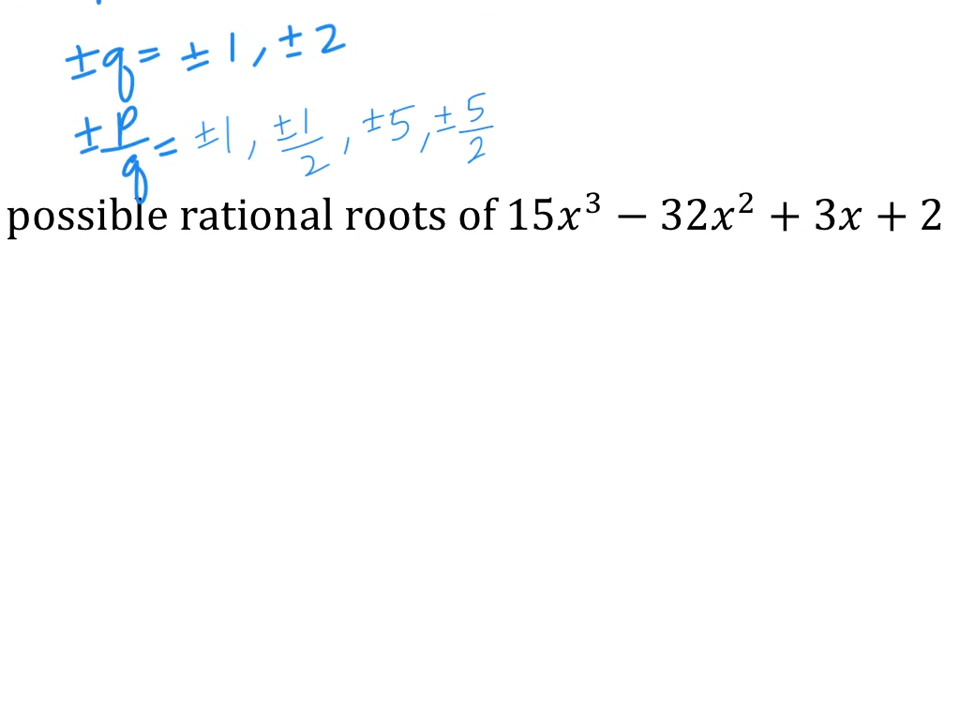 ±q = ±1, ±2
±p/q = ±1, ±1/2, ±5, ±5/2
possible rational roots of 15x³ − 32x² + 3x + 2